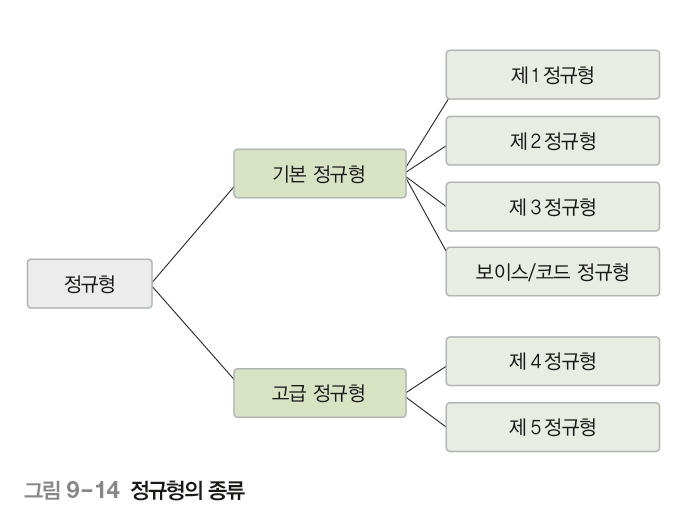 정규형
기본 정규형
제1정규형
제2정규형
제3정규형
보이스/코드 정규형
고급 정규형
제4정규형
제5정규형
그림 9-14 정규형의 종류